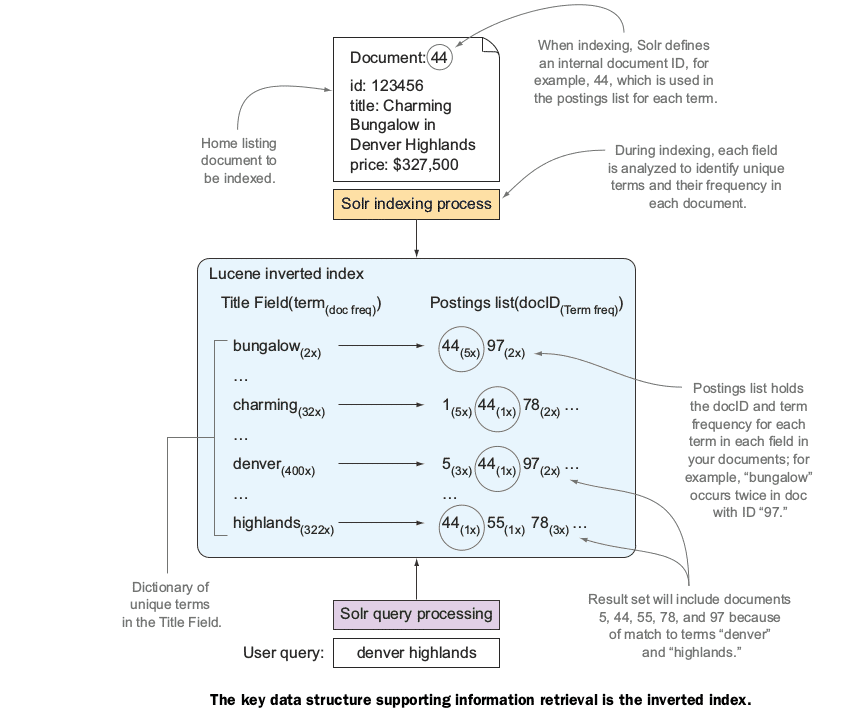 Document: 44
id: 123456
title: Charming
Bungalow in
Denver Highlands
price: $327,500
When indexing, Solr defines
an internal document ID, for
example, 44, which is used in
the postings list for each term.
Home listing
document to
be indexed.
During indexing, each field
is analyzed to identify unique
terms and their frequency in
each document.
Solr indexing process
Lucene inverted index
Title Field(term(doc freq)) Postings list(docID(Term freq))
bungalow(2x) 44(5x) 97(2x)
...
charming(32x) 1(5x) 44(1x) 78(2x) ...
...
denver(400x) 5(3x) 44(1x) 97(2x) ...
... ...
highlands(322x) 44(1x) 55(1x) 78(3x) ...
Postings list holds
the docID and term
frequency for each
term in each field in
your documents; for
example, “bungalow”
occurs twice in doc
with ID “97.”
Dictionary of
unique terms
in the Title Field.
Solr query processing
User query: denver highlands
Result set will include documents
5, 44, 55, 78, and 97 because
of match to terms “denver”
and “highlands.”
The key data structure supporting information retrieval is the inverted index.